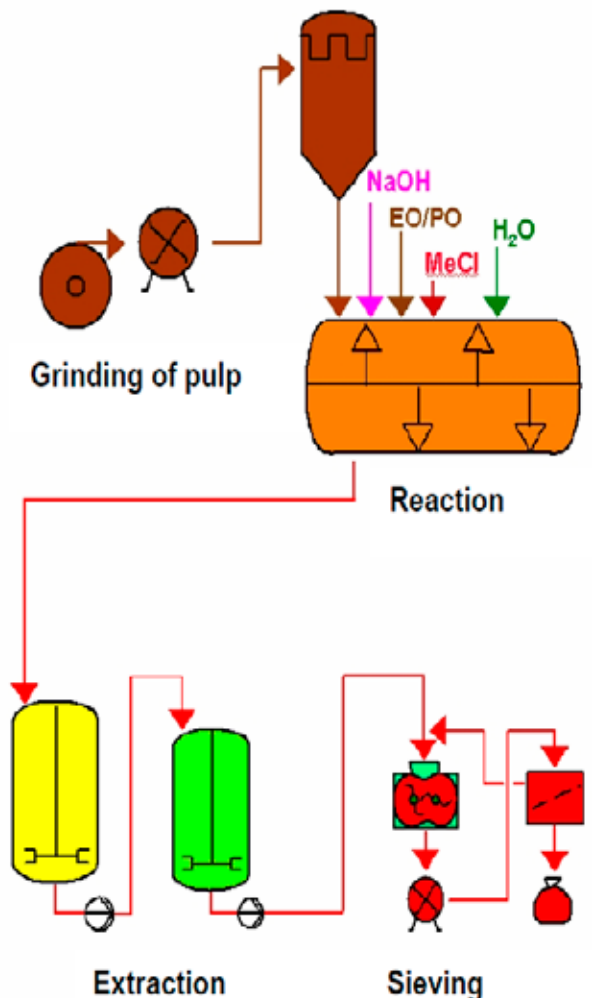 NaOH
EO/PO
H₂O
MeCl
Grinding of pulp
Reaction
Extraction
Sieving